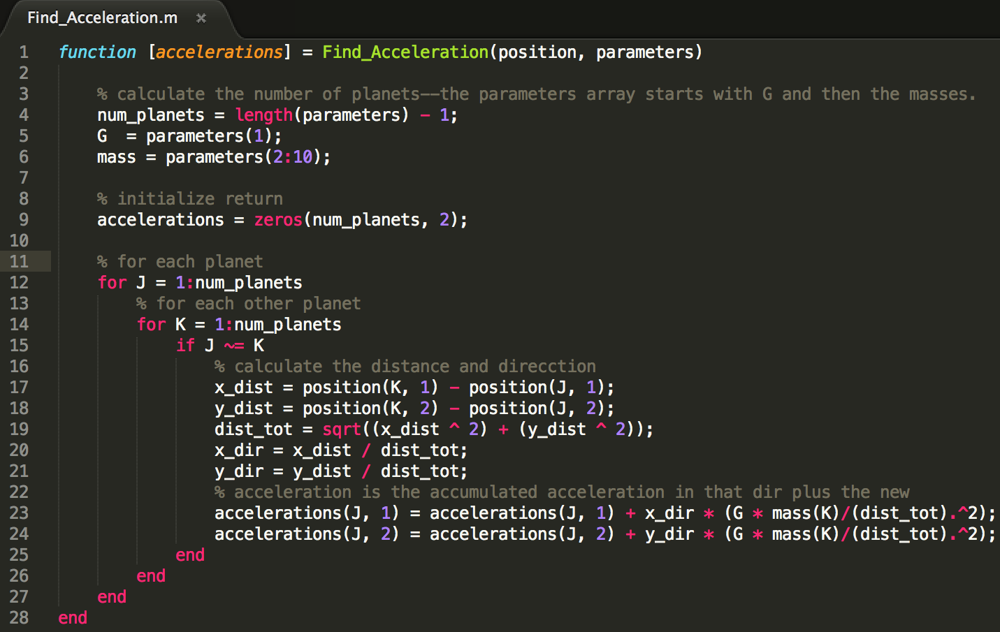 Find_Acceleration.m ×
1 function [accelerations] = Find_Acceleration(position, parameters)
2
3 % calculate the number of planets--the parameters array starts with G and then the masses.
4 num_planets = length(parameters) - 1;
5 G  = parameters(1);
6 mass = parameters(2:10);
7
8 % initialize return
9 accelerations = zeros(num_planets, 2);
10
11 % for each planet
12 for J = 1:num_planets
13 % for each other planet
14 for K = 1:num_planets
15 if J ~= K
16 % calculate the distance and direcction
17 x_dist = position(K, 1) - position(J, 1);
18 y_dist = position(K, 2) - position(J, 2);
19 dist_tot = sqrt((x_dist ^ 2) + (y_dist ^ 2));
20 x_dir = x_dist / dist_tot;
21 y_dir = y_dist / dist_tot;
22 % acceleration is the accumulated acceleration in that dir plus the new
23 accelerations(J, 1) = accelerations(J, 1) + x_dir * (G * mass(K)/(dist_tot).^2);
24 accelerations(J, 2) = accelerations(J, 2) + y_dir * (G * mass(K)/(dist_tot).^2);
25 end
26 end
27 end
28 end